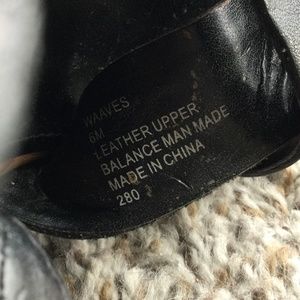 WAAVES
6M
LEATHER UPPER
BALANCE MAN MADE
MADE IN CHINA
280